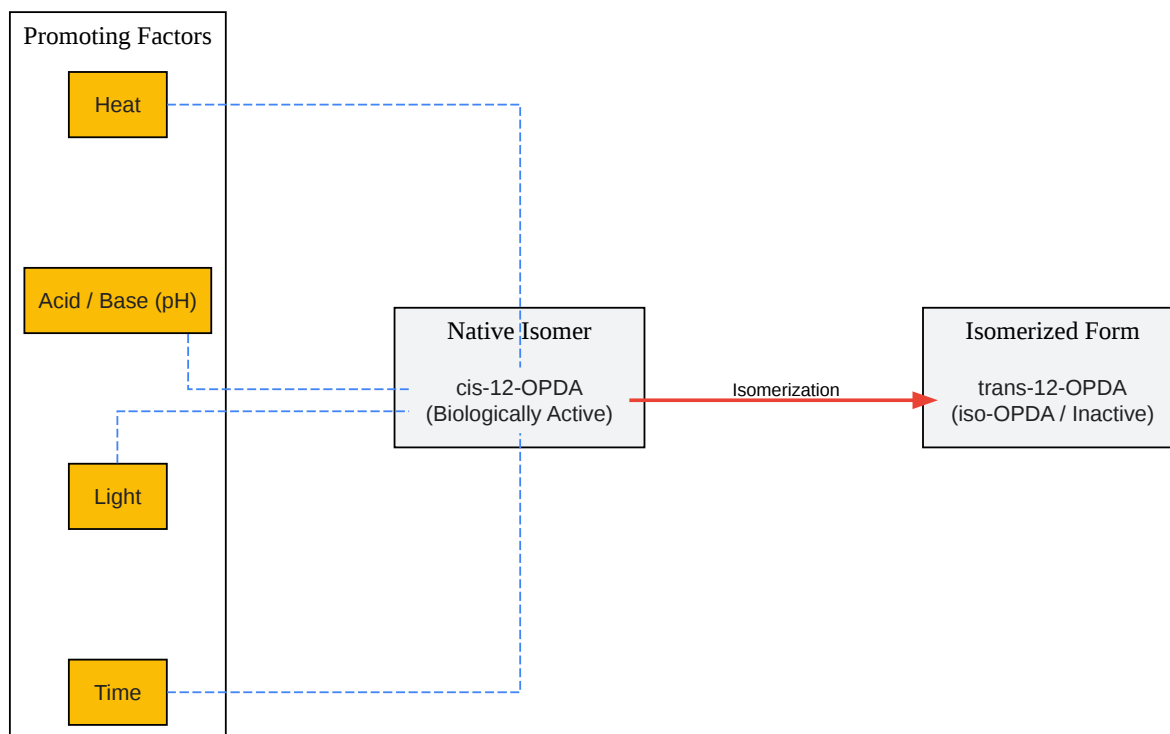 Promoting Factors
Heat
Acid / Base (pH)
Light
Time
Native Isomer
cis-12-OPDA
(Biologically Active)
Isomerization
Isomerized Form
trans-12-OPDA
(iso-OPDA / Inactive)